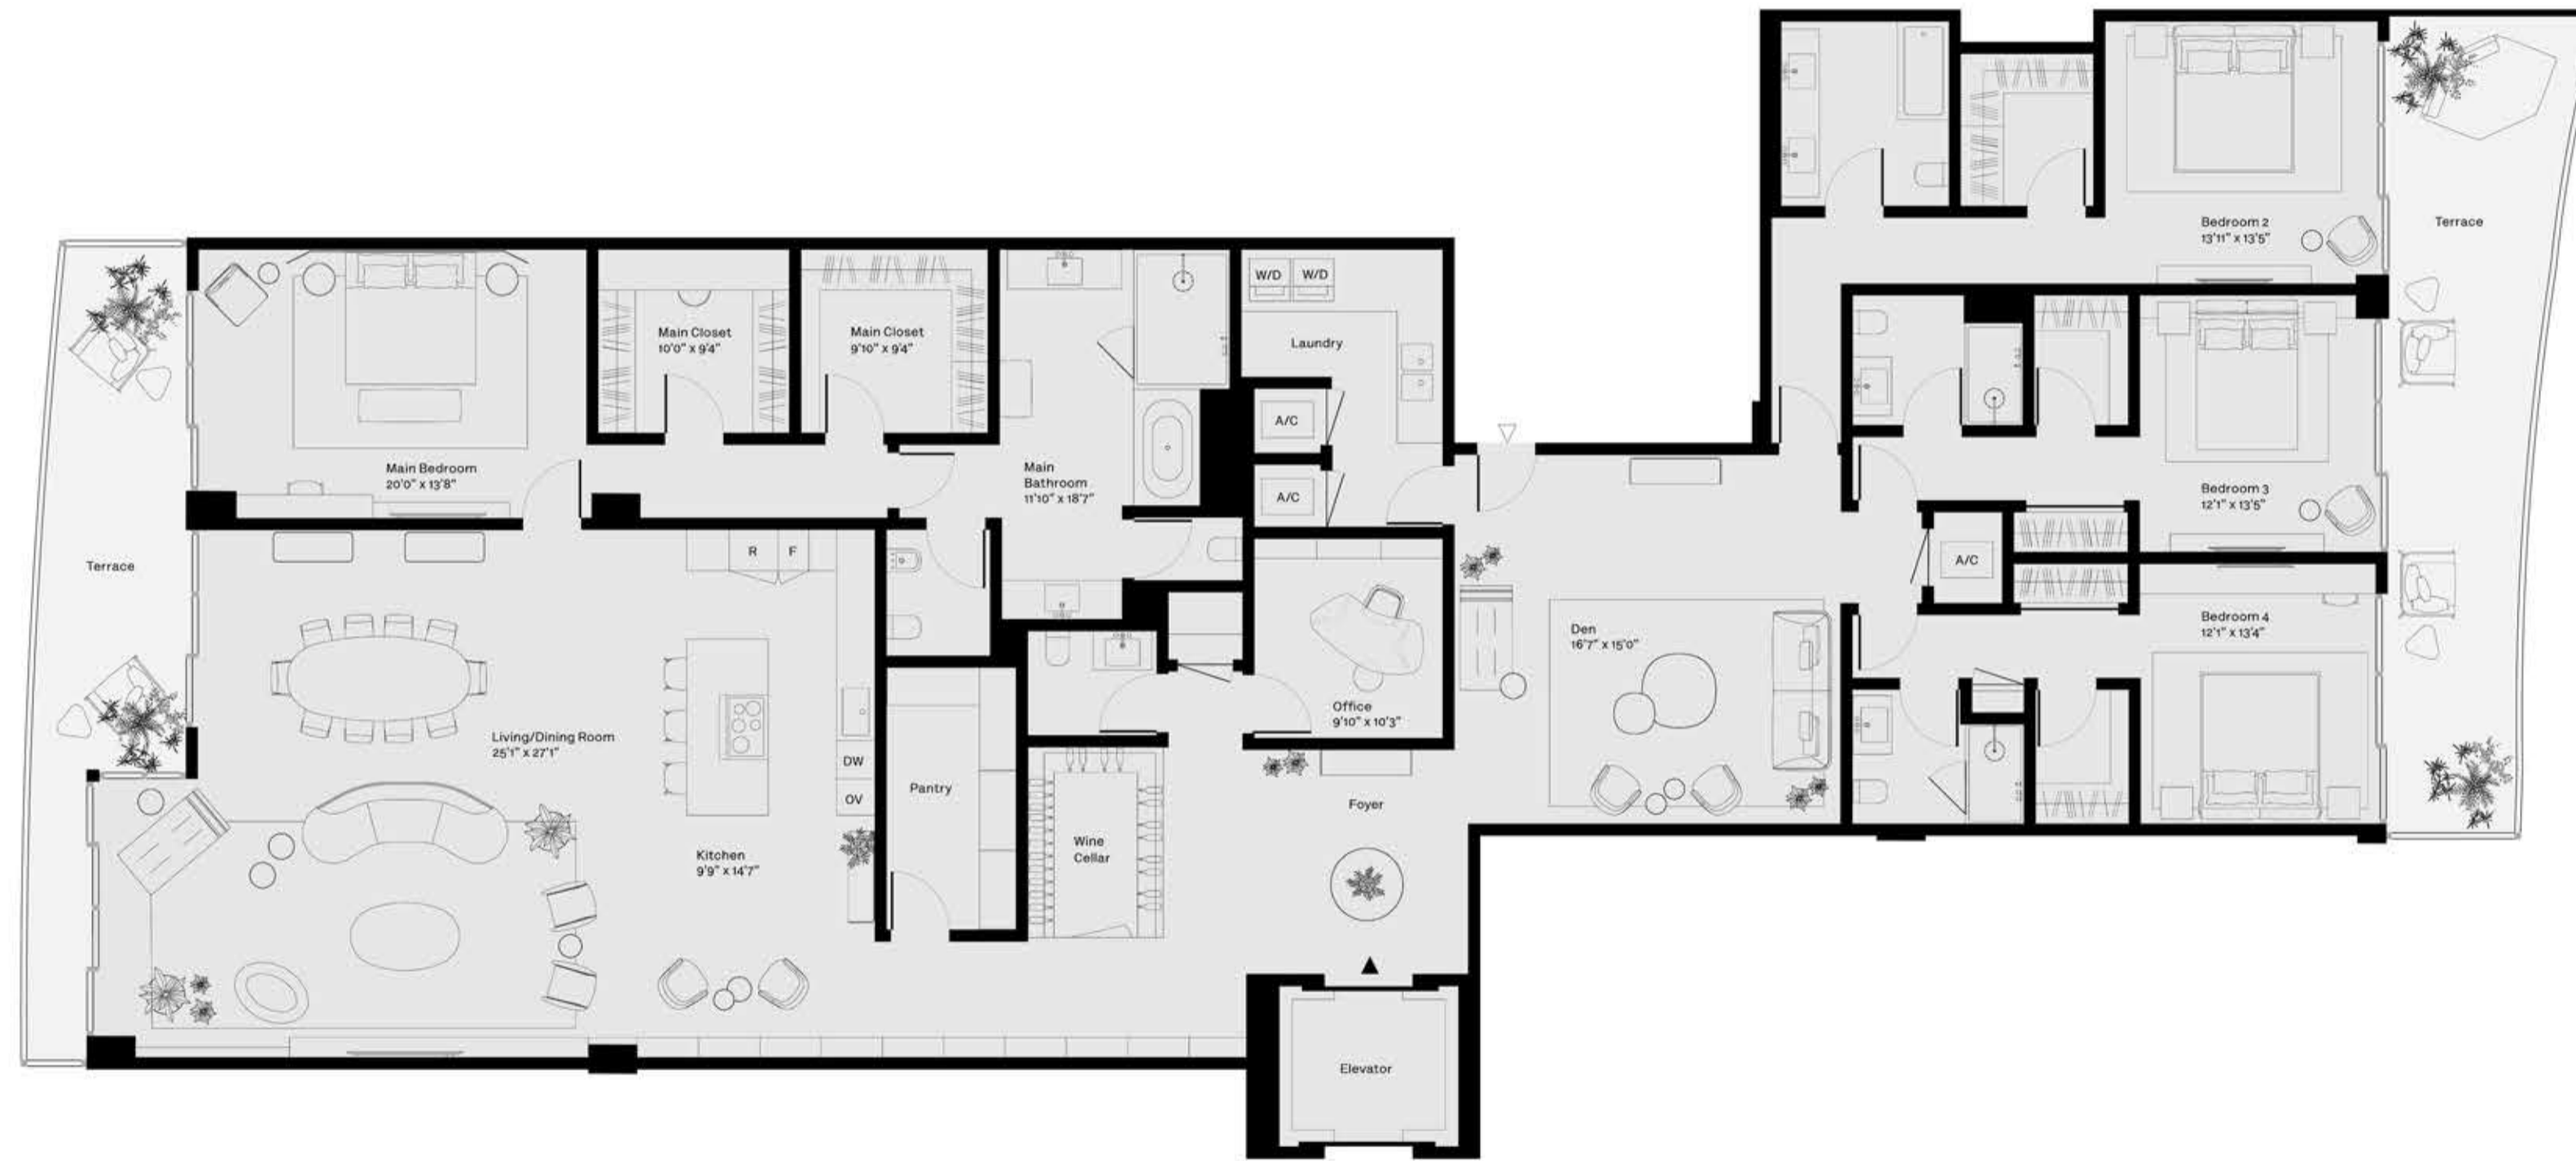 Terrace
Main Bedroom
20'0" x 13'8"
Main Closet
10'0" x 9'4"
Main Closet
9'10" x 9'4"
Main
Bathroom
11'10" x 18'7"
W/D
W/D
Laundry
A/C
A/C
R
F
Living/Dining Room
25'1" x 27'1"
DW
OV
Kitchen
9'9" x 14'7"
Pantry
Wine
Cellar
Office
9'10" x 10'3"
Foyer
Elevator
Den
16'7" x 15'0"
A/C
Bedroom 2
13'11" x 13'5"
Bedroom 3
12'1" x 13'5"
Bedroom 4
12'1" x 13'4"
Terrace